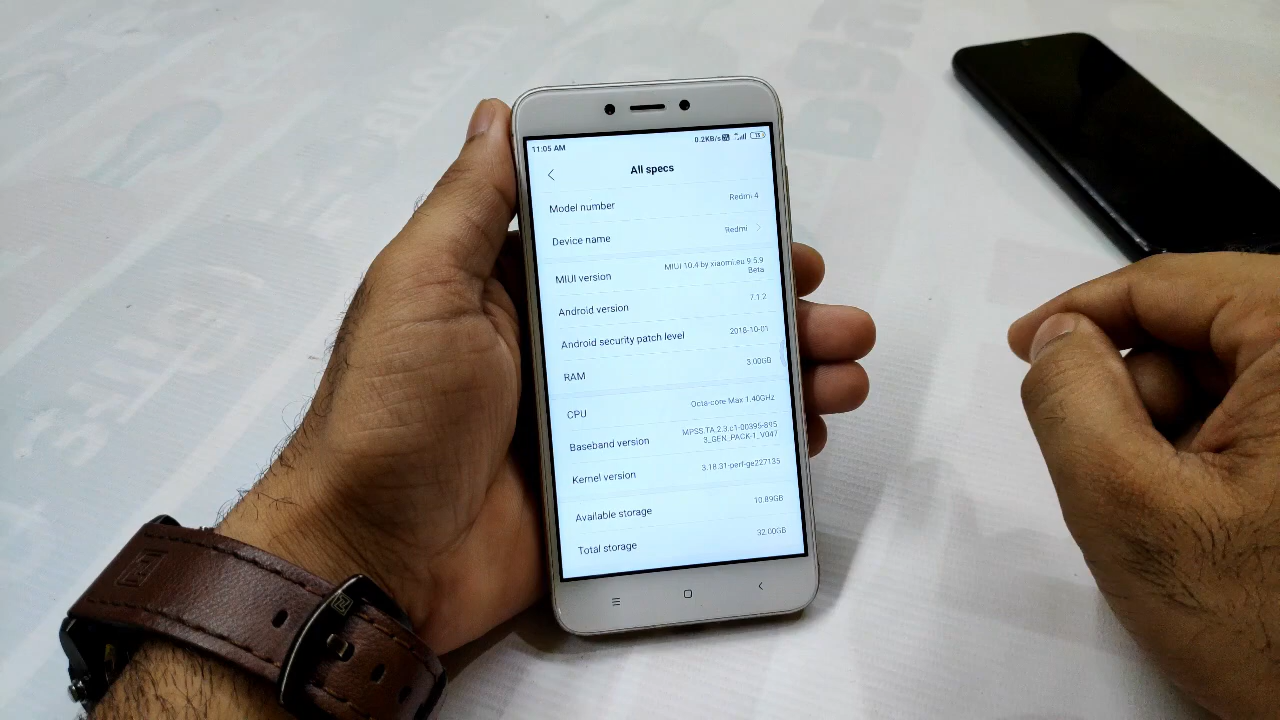 11:05 AM 0.2KB/s
All specs
Model number Redmi 4
Device name Redmi
MIUI version MIUI 10.4 by xiaomi.eu 9.5.9
Beta
Android version 7.1.2
Android security patch level 2018-10-01
RAM 3.00GB
CPU Octa-core Max 1.40GHz
Baseband version MPSS.TA.2.3.c1-00395-895
3_GEN_PACK-1_V047
Kernel version 3.18.31-perf-ge227135
Available storage 10.89GB
Total storage 32.00GB